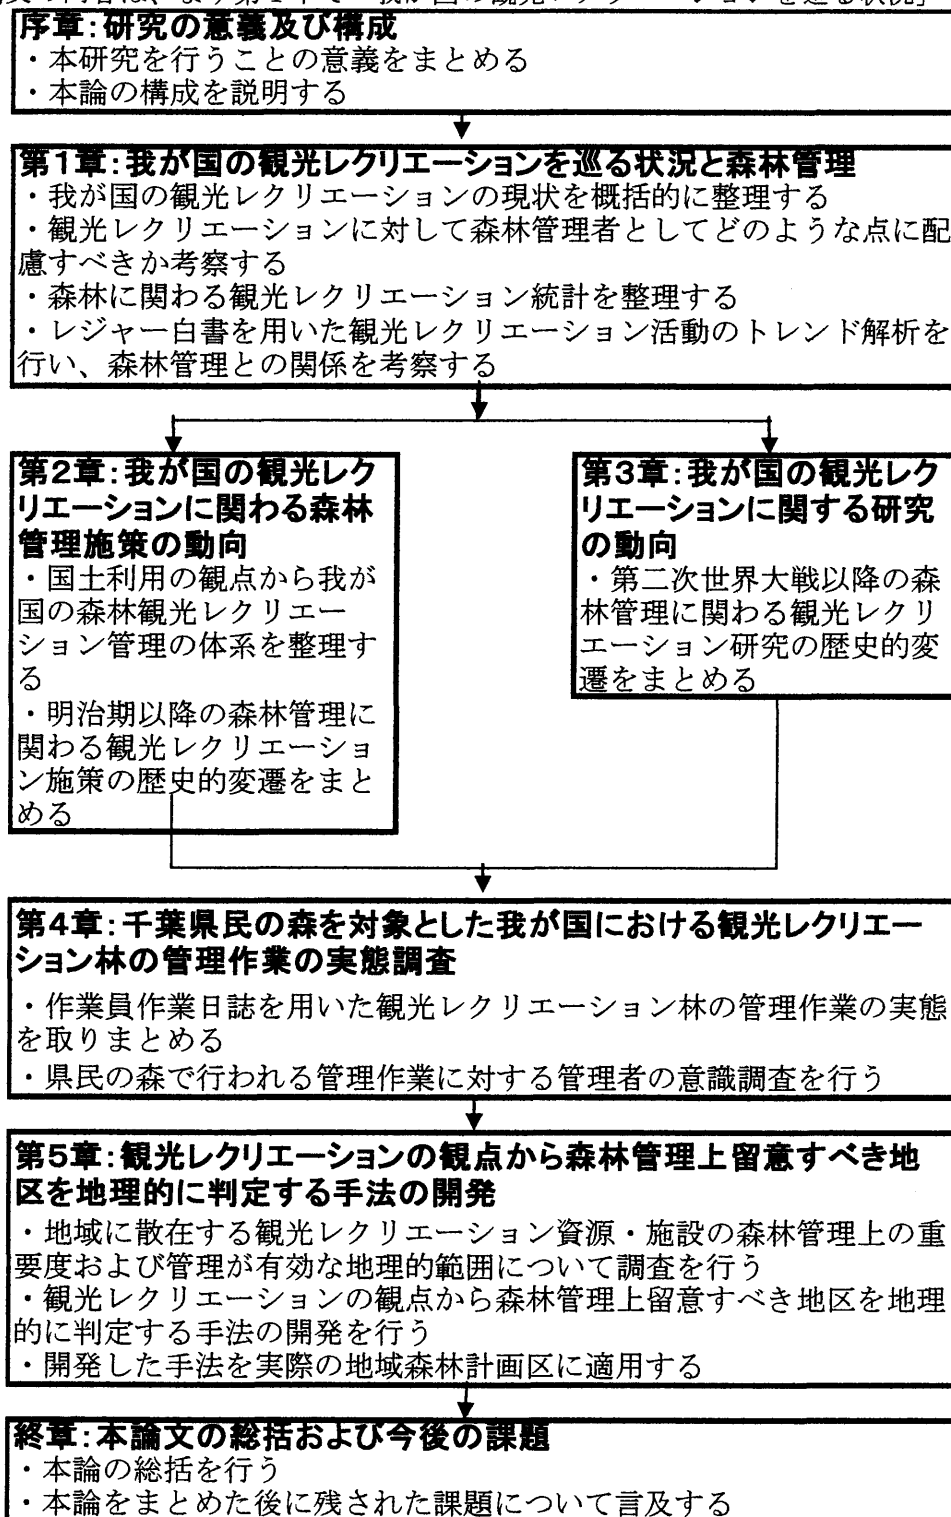 序章:研究の意義及び構成
・本研究を行うことの意義をまとめる
・本論の構成を説明する
第1章:我が国の観光レクリエーションを巡る状況と森林管理
・我が国の観光レクリエーションの現状を概括的に整理する
・観光レクリエーションに対して森林管理者としてどのような点に配
慮すべきか考察する
・森林に関わる観光レクリエーション統計を整理する
・レジャー白書を用いた観光レクリエーション活動のトレンド解析を
行い、森林管理との関係を考察する
第2章:我が国の観光レク
リエーションに関わる森林
管理施策の動向
・国土利用の観点から我が
国の森林観光レクリエー
ション管理の体系を整理す
る
・明治期以降の森林管理に
関わる観光レクリエーショ
ン施策の歴史的変遷をまと
める
第3章:我が国の観光レク
リエーションに関する研究
の動向
・第二次世界大戦以降の森
林管理に関わる観光レクリ
エーション研究の歴史的変
遷をまとめる
第4章:千葉県民の森を対象とした我が国における観光レクリエー
ション林の管理作業の実態調査
・作業員作業日誌を用いた観光レクリエーション林の管理作業の実態
を取りまとめる
・県民の森で行われる管理作業に対する管理者の意識調査を行う
第5章:観光レクリエーションの観点から森林管理上留意すべき地
区を地理的に判定する手法の開発
・地域に散在する観光レクリエーション資源・施設の森林管理上の重
要度および管理が有効な地理的範囲について調査を行う
・観光レクリエーションの観点から森林管理上留意すべき地区を地理
的に判定する手法の開発を行う
・開発した手法を実際の地域森林計画区に適用する
終章:本論文の総括および今後の課題
・本論の総括を行う
・本論をまとめた後に残された課題について言及する